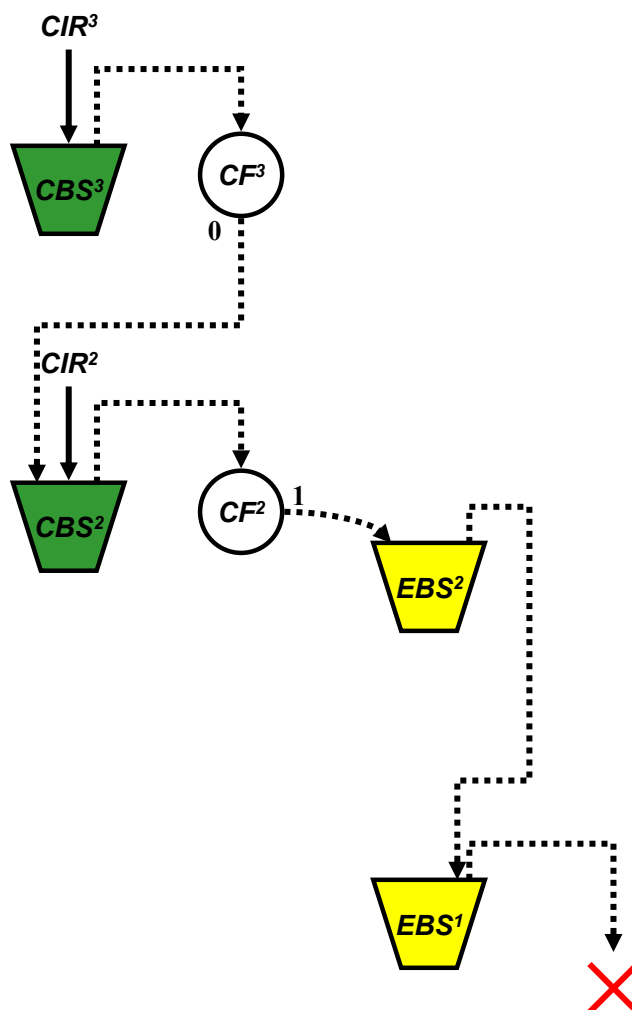 CIR³
CBS³
CF³
0
CIR²
CBS²
CF²
1
EBS²
EBS¹